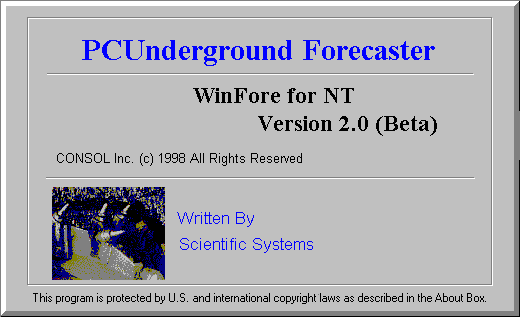 PCUnderground Forecaster
WinFore for NT
Version 2.0 (Beta)
CONSOL Inc. (c) 1998 All Rights Reserved
Written By
Scientific Systems
This program is protected by U.S. and international copyright laws as described in the About Box.